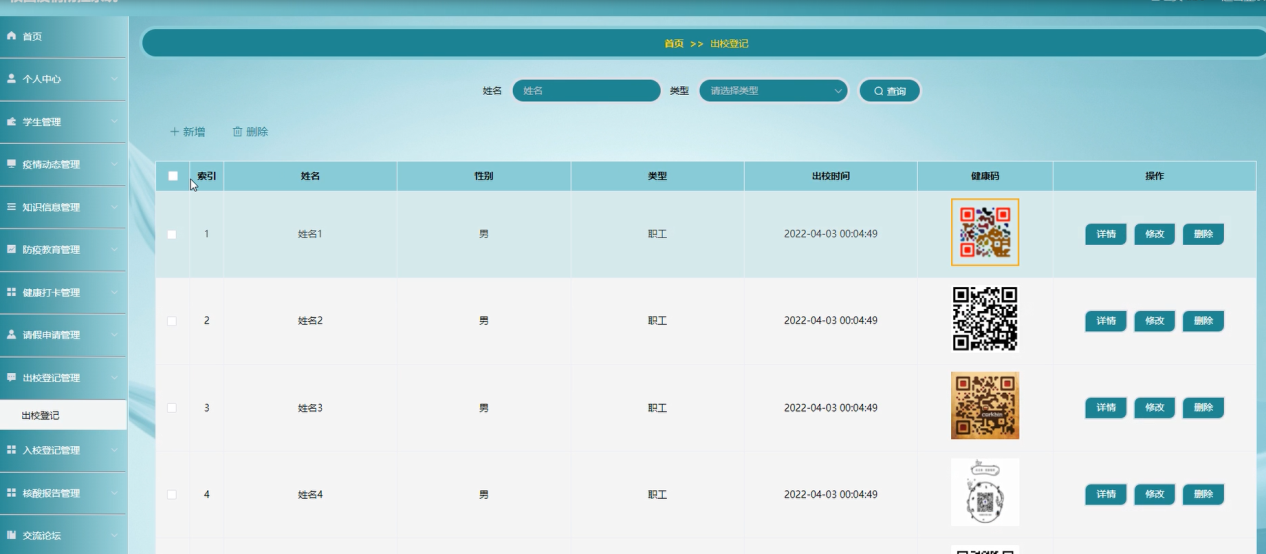 首页
个人中心
学生管理
疫情动态管理
知识信息管理
防疫教育管理
健康打卡管理
请假申请管理
出校登记管理
出校登记
入校登记管理
核酸报告管理
交流论坛
首页 >> 出校登记
姓名 姓名 类型 请选择类型 查询
+ 新增 删除
索引 姓名 性别 类型 出校时间 健康码 操作
1 姓名1 男 职工 2022-04-03 00:04:49 详情 修改 删除
2 姓名2 男 职工 2022-04-03 00:04:49 详情 修改 删除
3 姓名3 男 职工 2022-04-03 00:04:49 详情 修改 删除
4 姓名4 男 职工 2022-04-03 00:04:49 详情 修改 删除